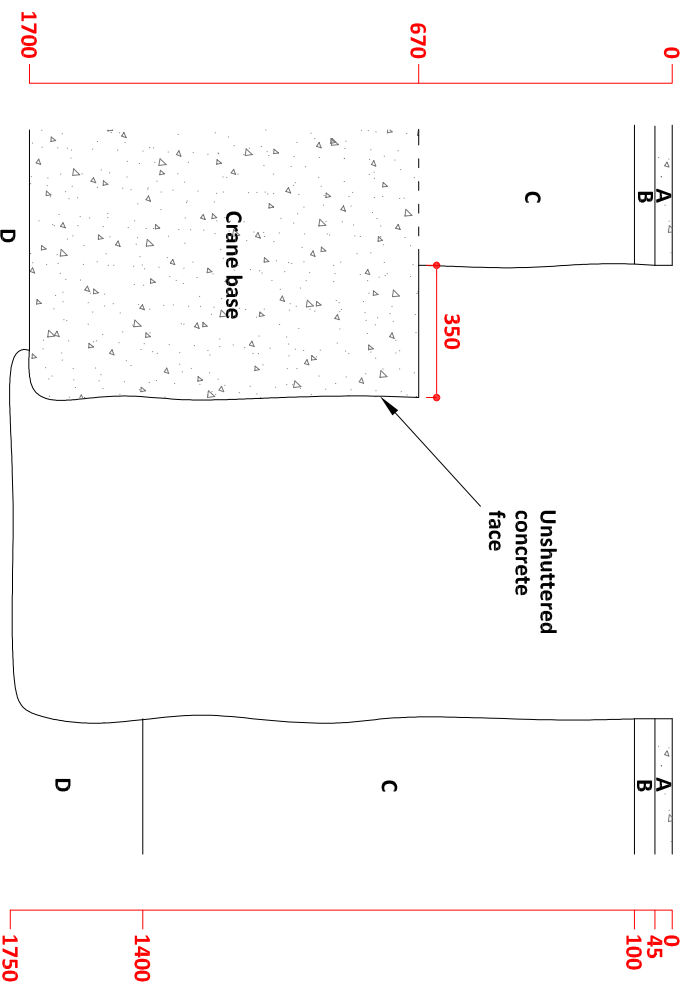 0
A
A
0
B
B
45
100
C
Unshuttered
concrete
face
350
670
C
Crane base
1400
D
1700
D
1750